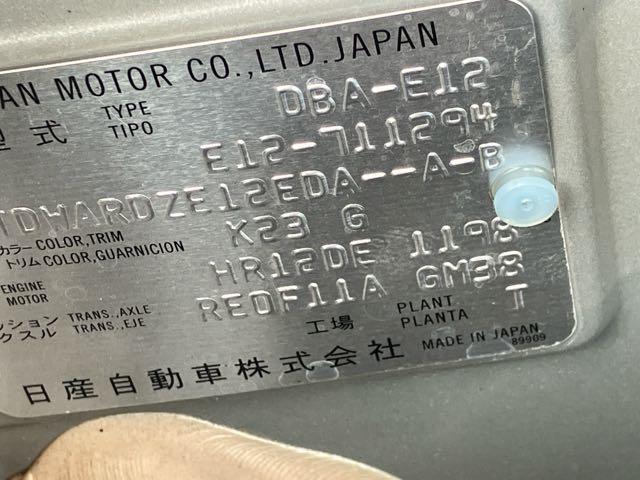 AN MOTOR CO.,LTD.JAPAN
型式 TYPE TIPO DBA-E12
E12-711294
TDWARDZE12EDA--A-B
カラー COLOR,TRIM
トリム COLOR,GUARNICION K23 G
ENGINE MOTOR HR12DE 1198
TRANS.,AXLE TRANS.,EJE RE0F11A GM38
ション
クスル
工場 PLANT PLANTA T
日産自動車株式会社 MADE IN JAPAN
89909